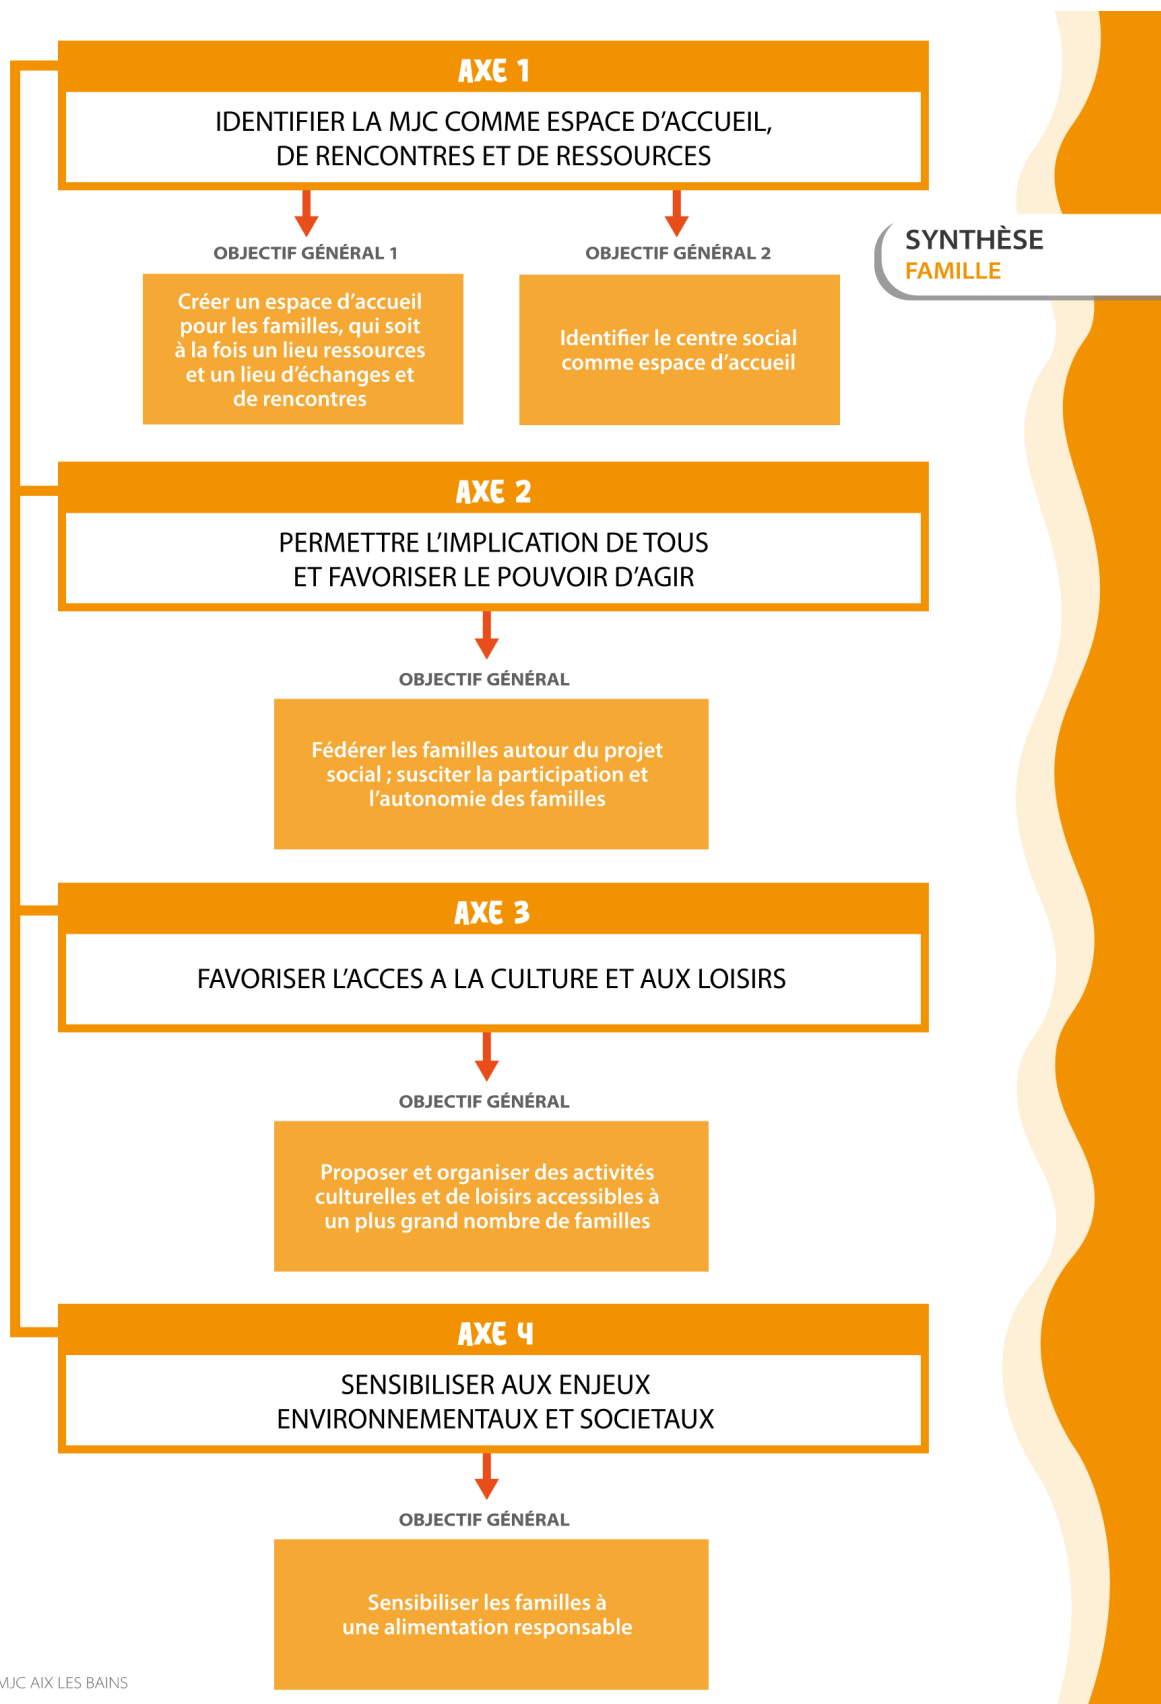 AXE 1
IDENTIFIER LA MJC COMME ESPACE D'ACCUEIL,
DE RENCONTRES ET DE RESSOURCES
OBJECTIF GÉNÉRAL 1
Créer un espace d'accueil
pour les familles, qui soit
à la fois un lieu ressources
et un lieu d'échanges et
de rencontres
OBJECTIF GÉNÉRAL 2
Identifier le centre social
comme espace d'accueil
SYNTHÈSE
FAMILLE
AXE 2
PERMETTRE L'IMPLICATION DE TOUS
ET FAVORISER LE POUVOIR D'AGIR
OBJECTIF GÉNÉRAL
Fédérer les familles autour du projet
social ; susciter la participation et
l'autonomie des familles
AXE 3
FAVORISER L'ACCES A LA CULTURE ET AUX LOISIRS
OBJECTIF GÉNÉRAL
Proposer et organiser des activités
culturelles et de loisirs accessibles à
un plus grand nombre de familles
AXE 4
SENSIBILISER AUX ENJEUX
ENVIRONNEMENTAUX ET SOCIETAUX
OBJECTIF GÉNÉRAL
Sensibiliser les familles à
une alimentation responsable
MJC AIX LES BAINS